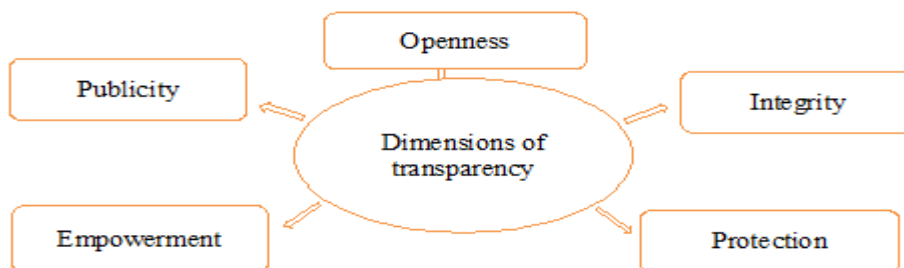 Openness
Publicity
Integrity
Dimensions of
transparency
Empowerment
Protection